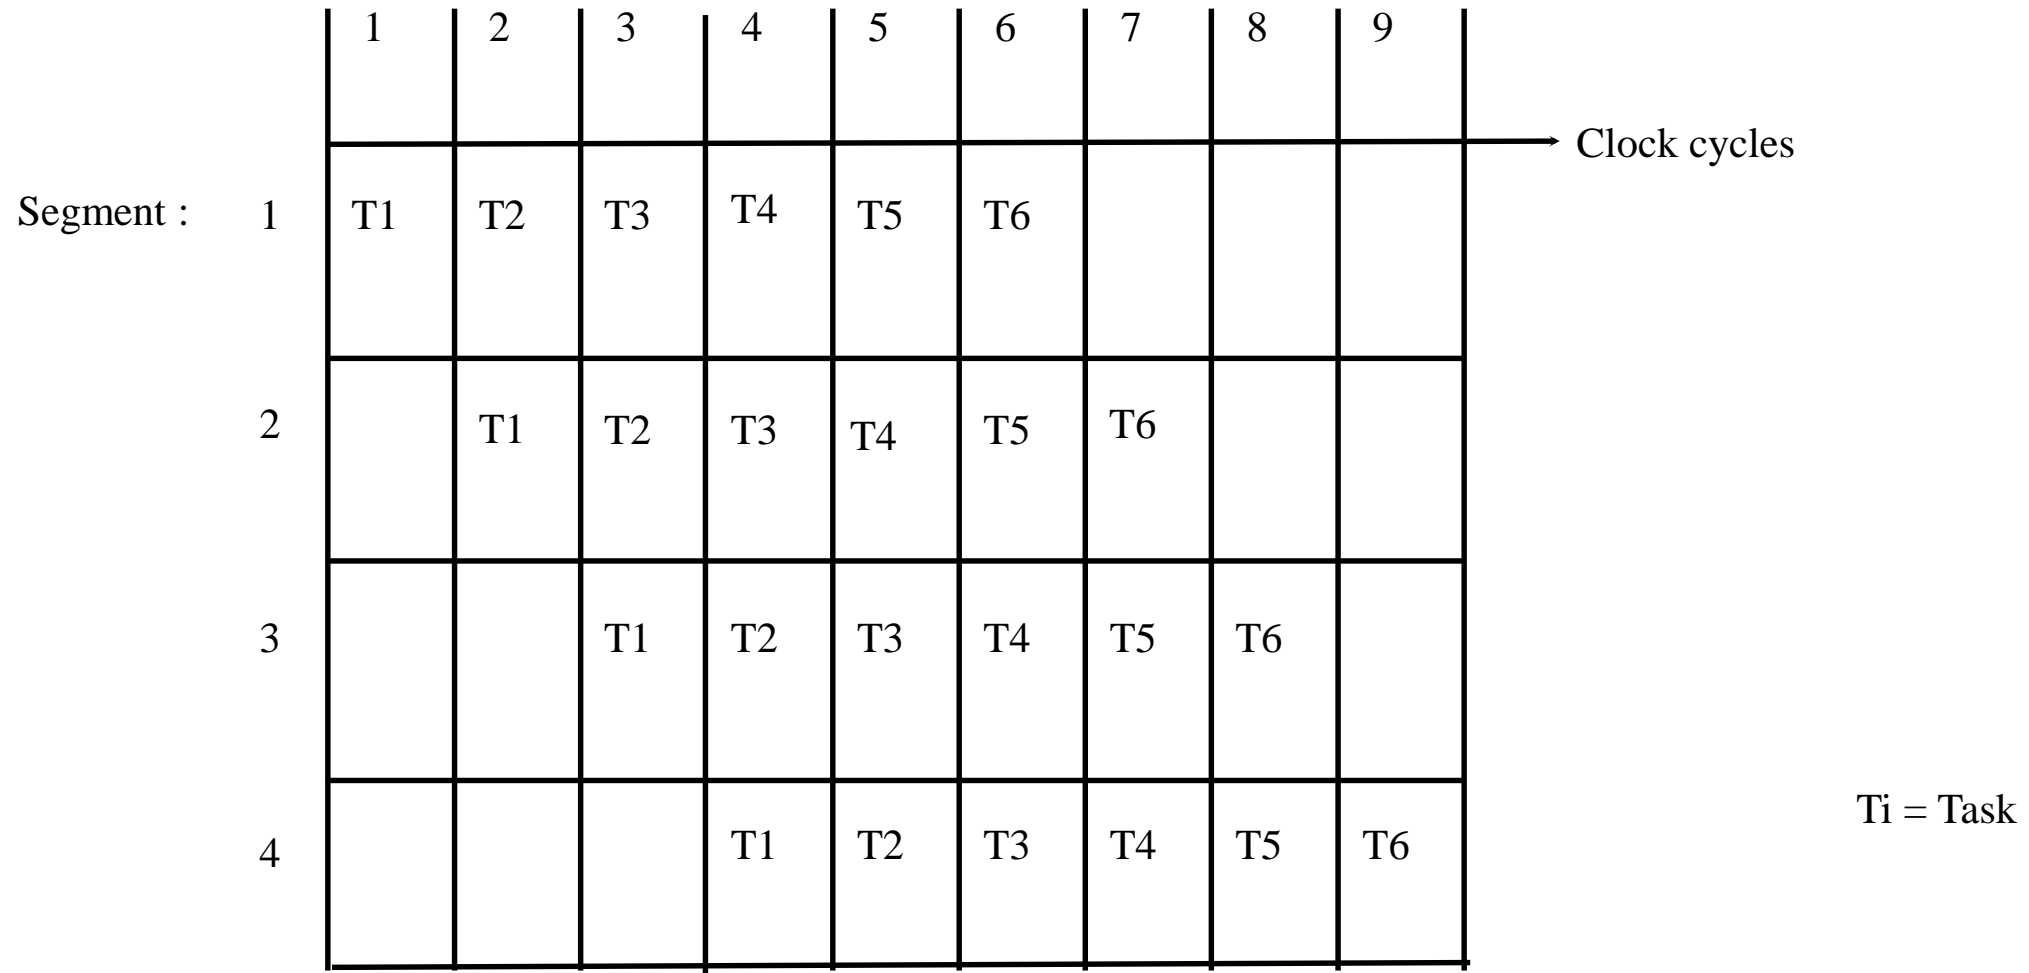 1 2 3 4 5 6 7 8 9
Clock cycles
Segment : 1 T1 T2 T3 T4 T5 T6
2 T1 T2 T3 T4 T5 T6
3 T1 T2 T3 T4 T5 T6
Ti = Task
4 T1 T2 T3 T4 T5 T6